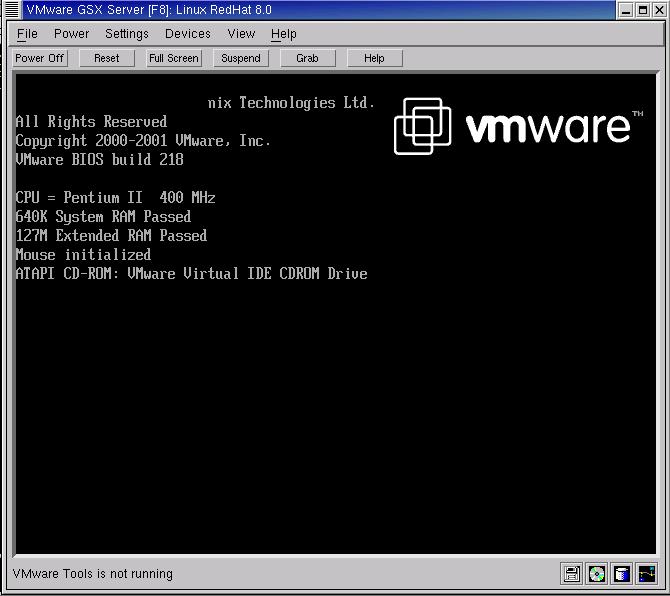 VMware GSX Server [F8]: Linux RedHat 8.0
File Power Settings Devices View Help
Power Off Reset Full Screen Suspend Grab Help
nix Technologies Ltd.
All Rights Reserved
Copyright 2000-2001 VMware, Inc.
VMware BIOS build 218
vmware™
CPU = Pentium II 400 MHz
640K System RAM Passed
127M Extended RAM Passed
Mouse initialized
ATAPI CD-ROM: VMware Virtual IDE CDROM Drive
VMware Tools is not running